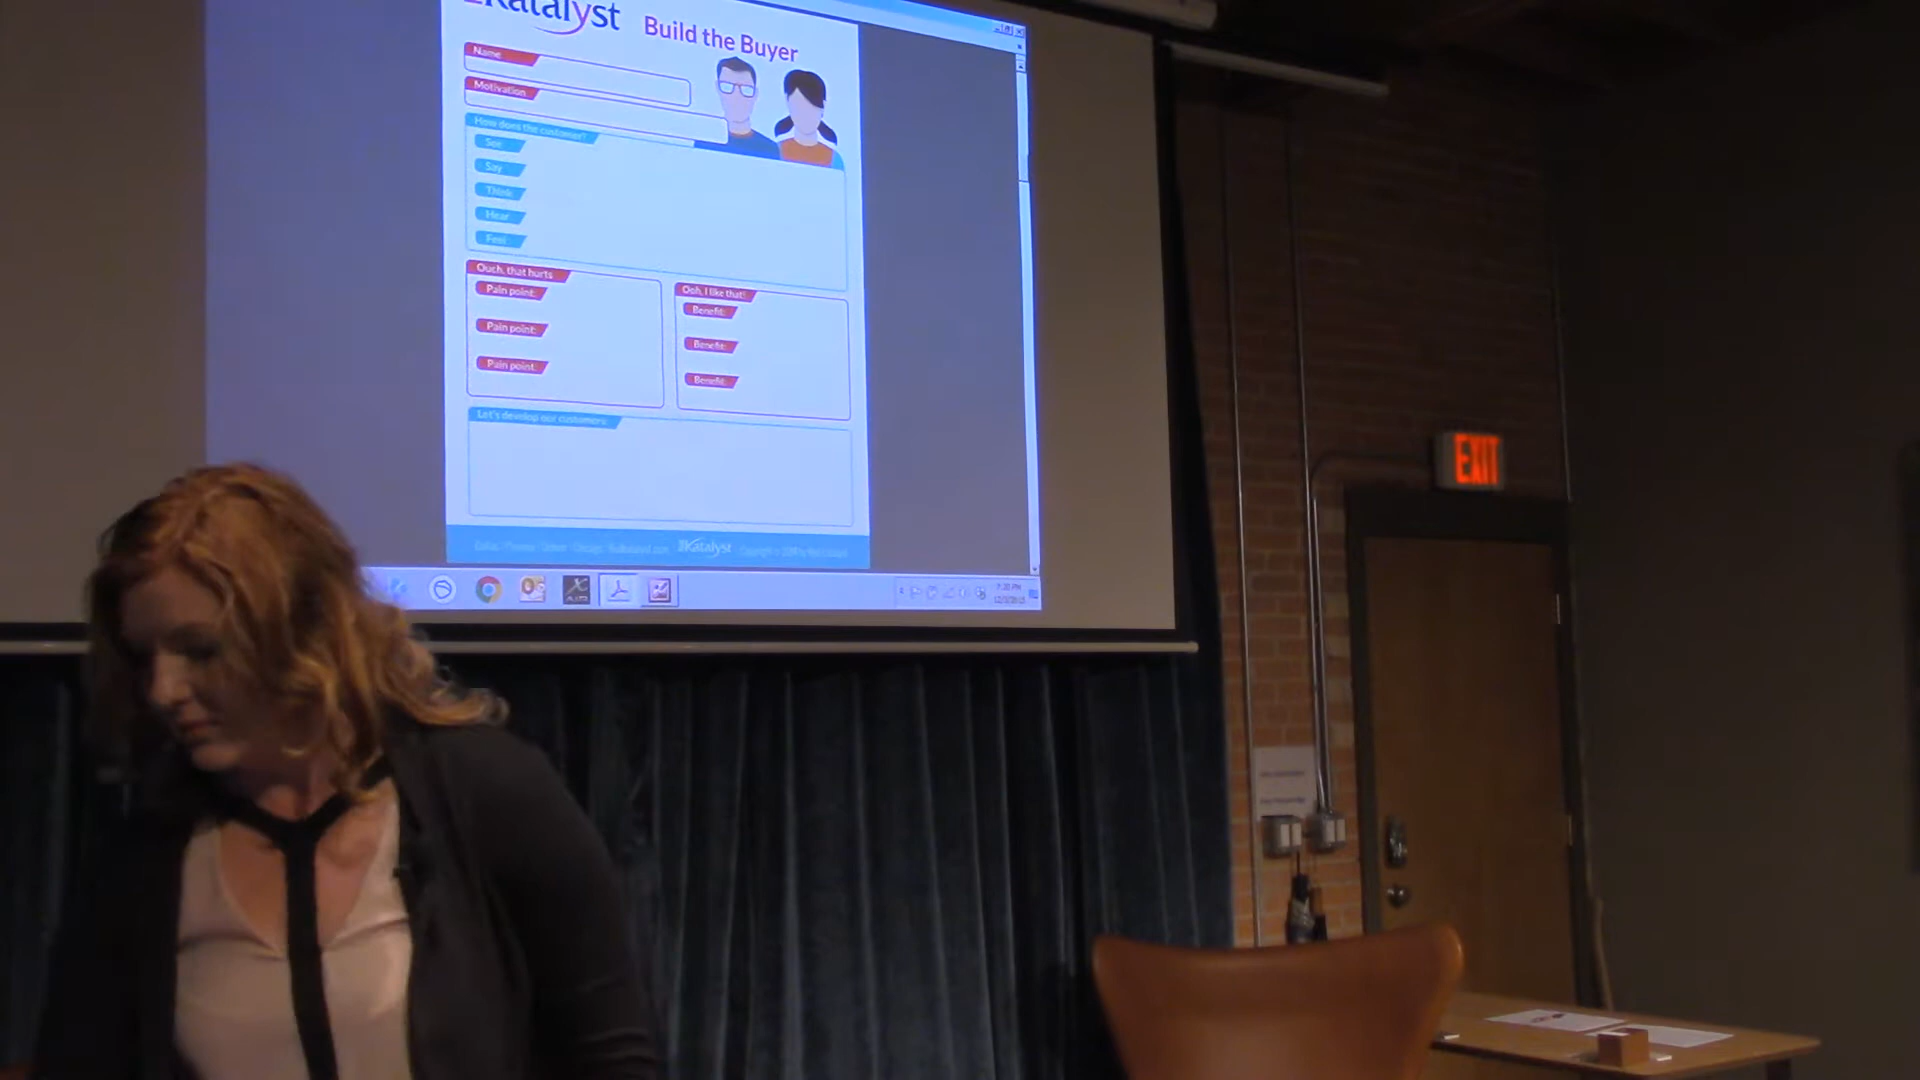 Katalyst
Build the Buyer
Name
Motivation
How does the customer?
See
Say
Think
Hear
Feel
Ouch, that hurts
Pain point:
Pain point:
Pain point:
Ooh, I like that!
Benefit:
Benefit:
Benefit:
Let's develop our customers:
Katalyst
EXIT